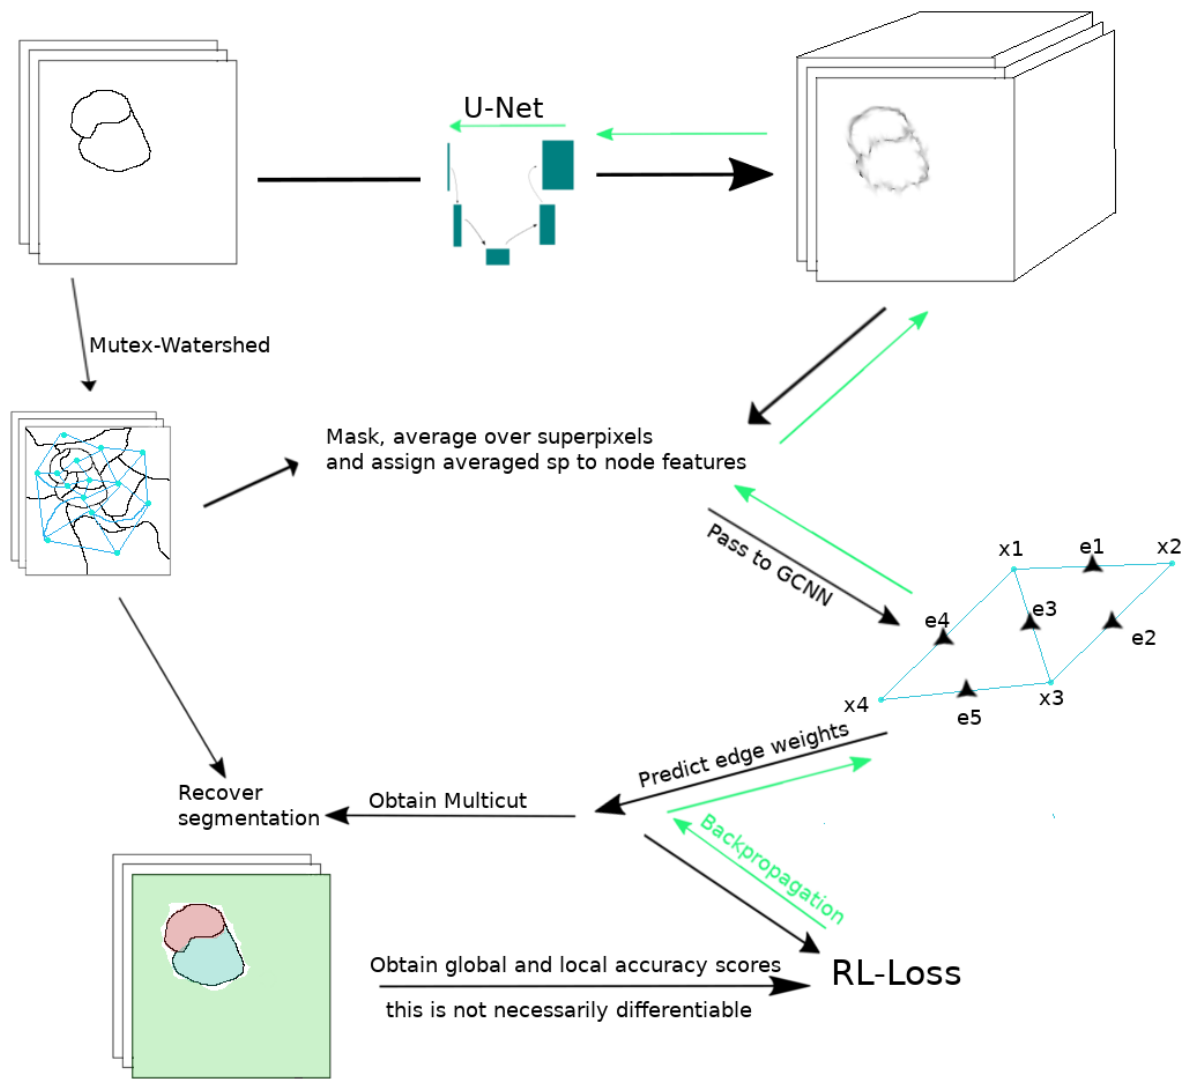 U-Net
Mutex-Watershed
Mask, average over superpixels
and assign averaged sp to node features
Pass to GCNN
x1
e1
x2
e4
e3
e2
x4
e5
x3
Predict edge weights
Recover
segmentation
Obtain Multicut
Backpropagation
Obtain global and local accuracy scores
this is not necessarily differentiable
RL-Loss